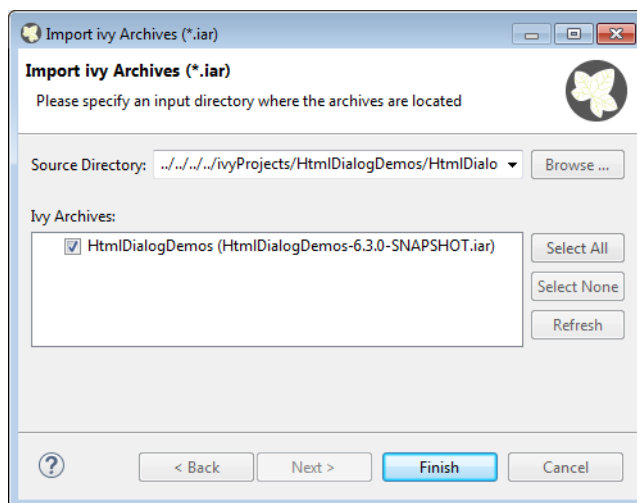 Import ivy Archives (*.iar)
Import ivy Archives (*.iar)
Please specify an input directory where the archives are located
Source Directory: ../../../../ivyProjects/HtmlDialogDemos/HtmlDialo Browse ...
Ivy Archives:
HtmlDialogDemos (HtmlDialogDemos-6.3.0-SNAPSHOT.iar) Select All
Select None
Refresh
? < Back Next > Finish Cancel